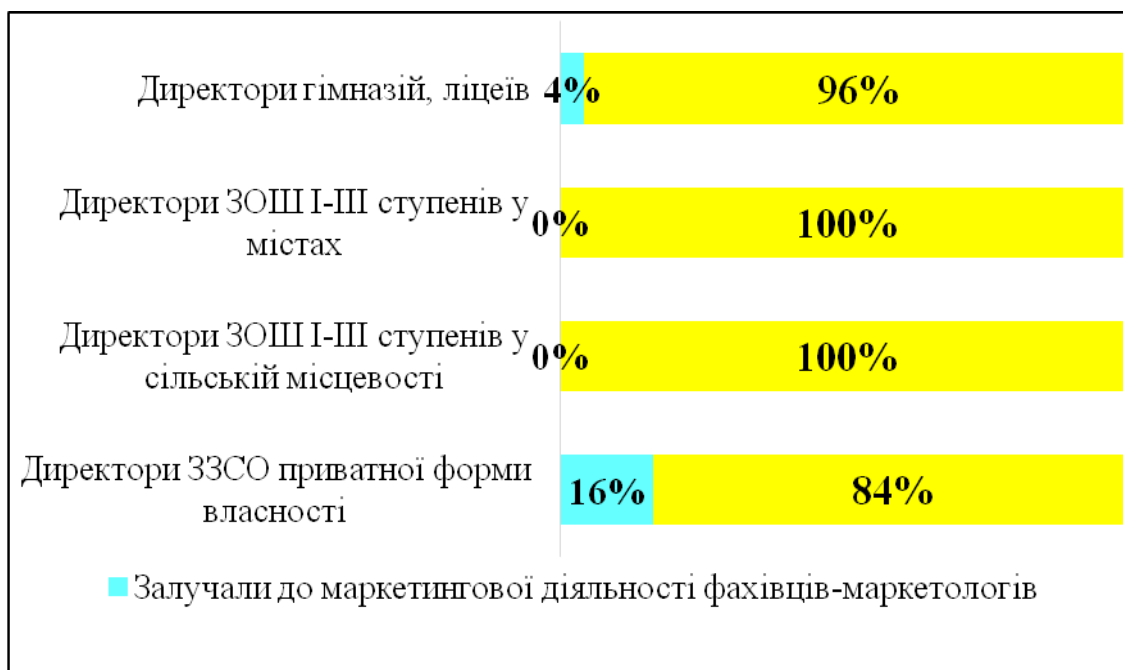 Директори гімназій, ліцеїв 4% 96%
Директори ЗОШ І-ІІІ ступенів у
містах
0% 100%
Директори ЗОШ І-ІІІ ступенів у
сільській місцевості
0% 100%
Директори ЗЗСО приватної форми
власності
16% 84%
Залучали до маркетингової діяльності фахівців-маркетологів